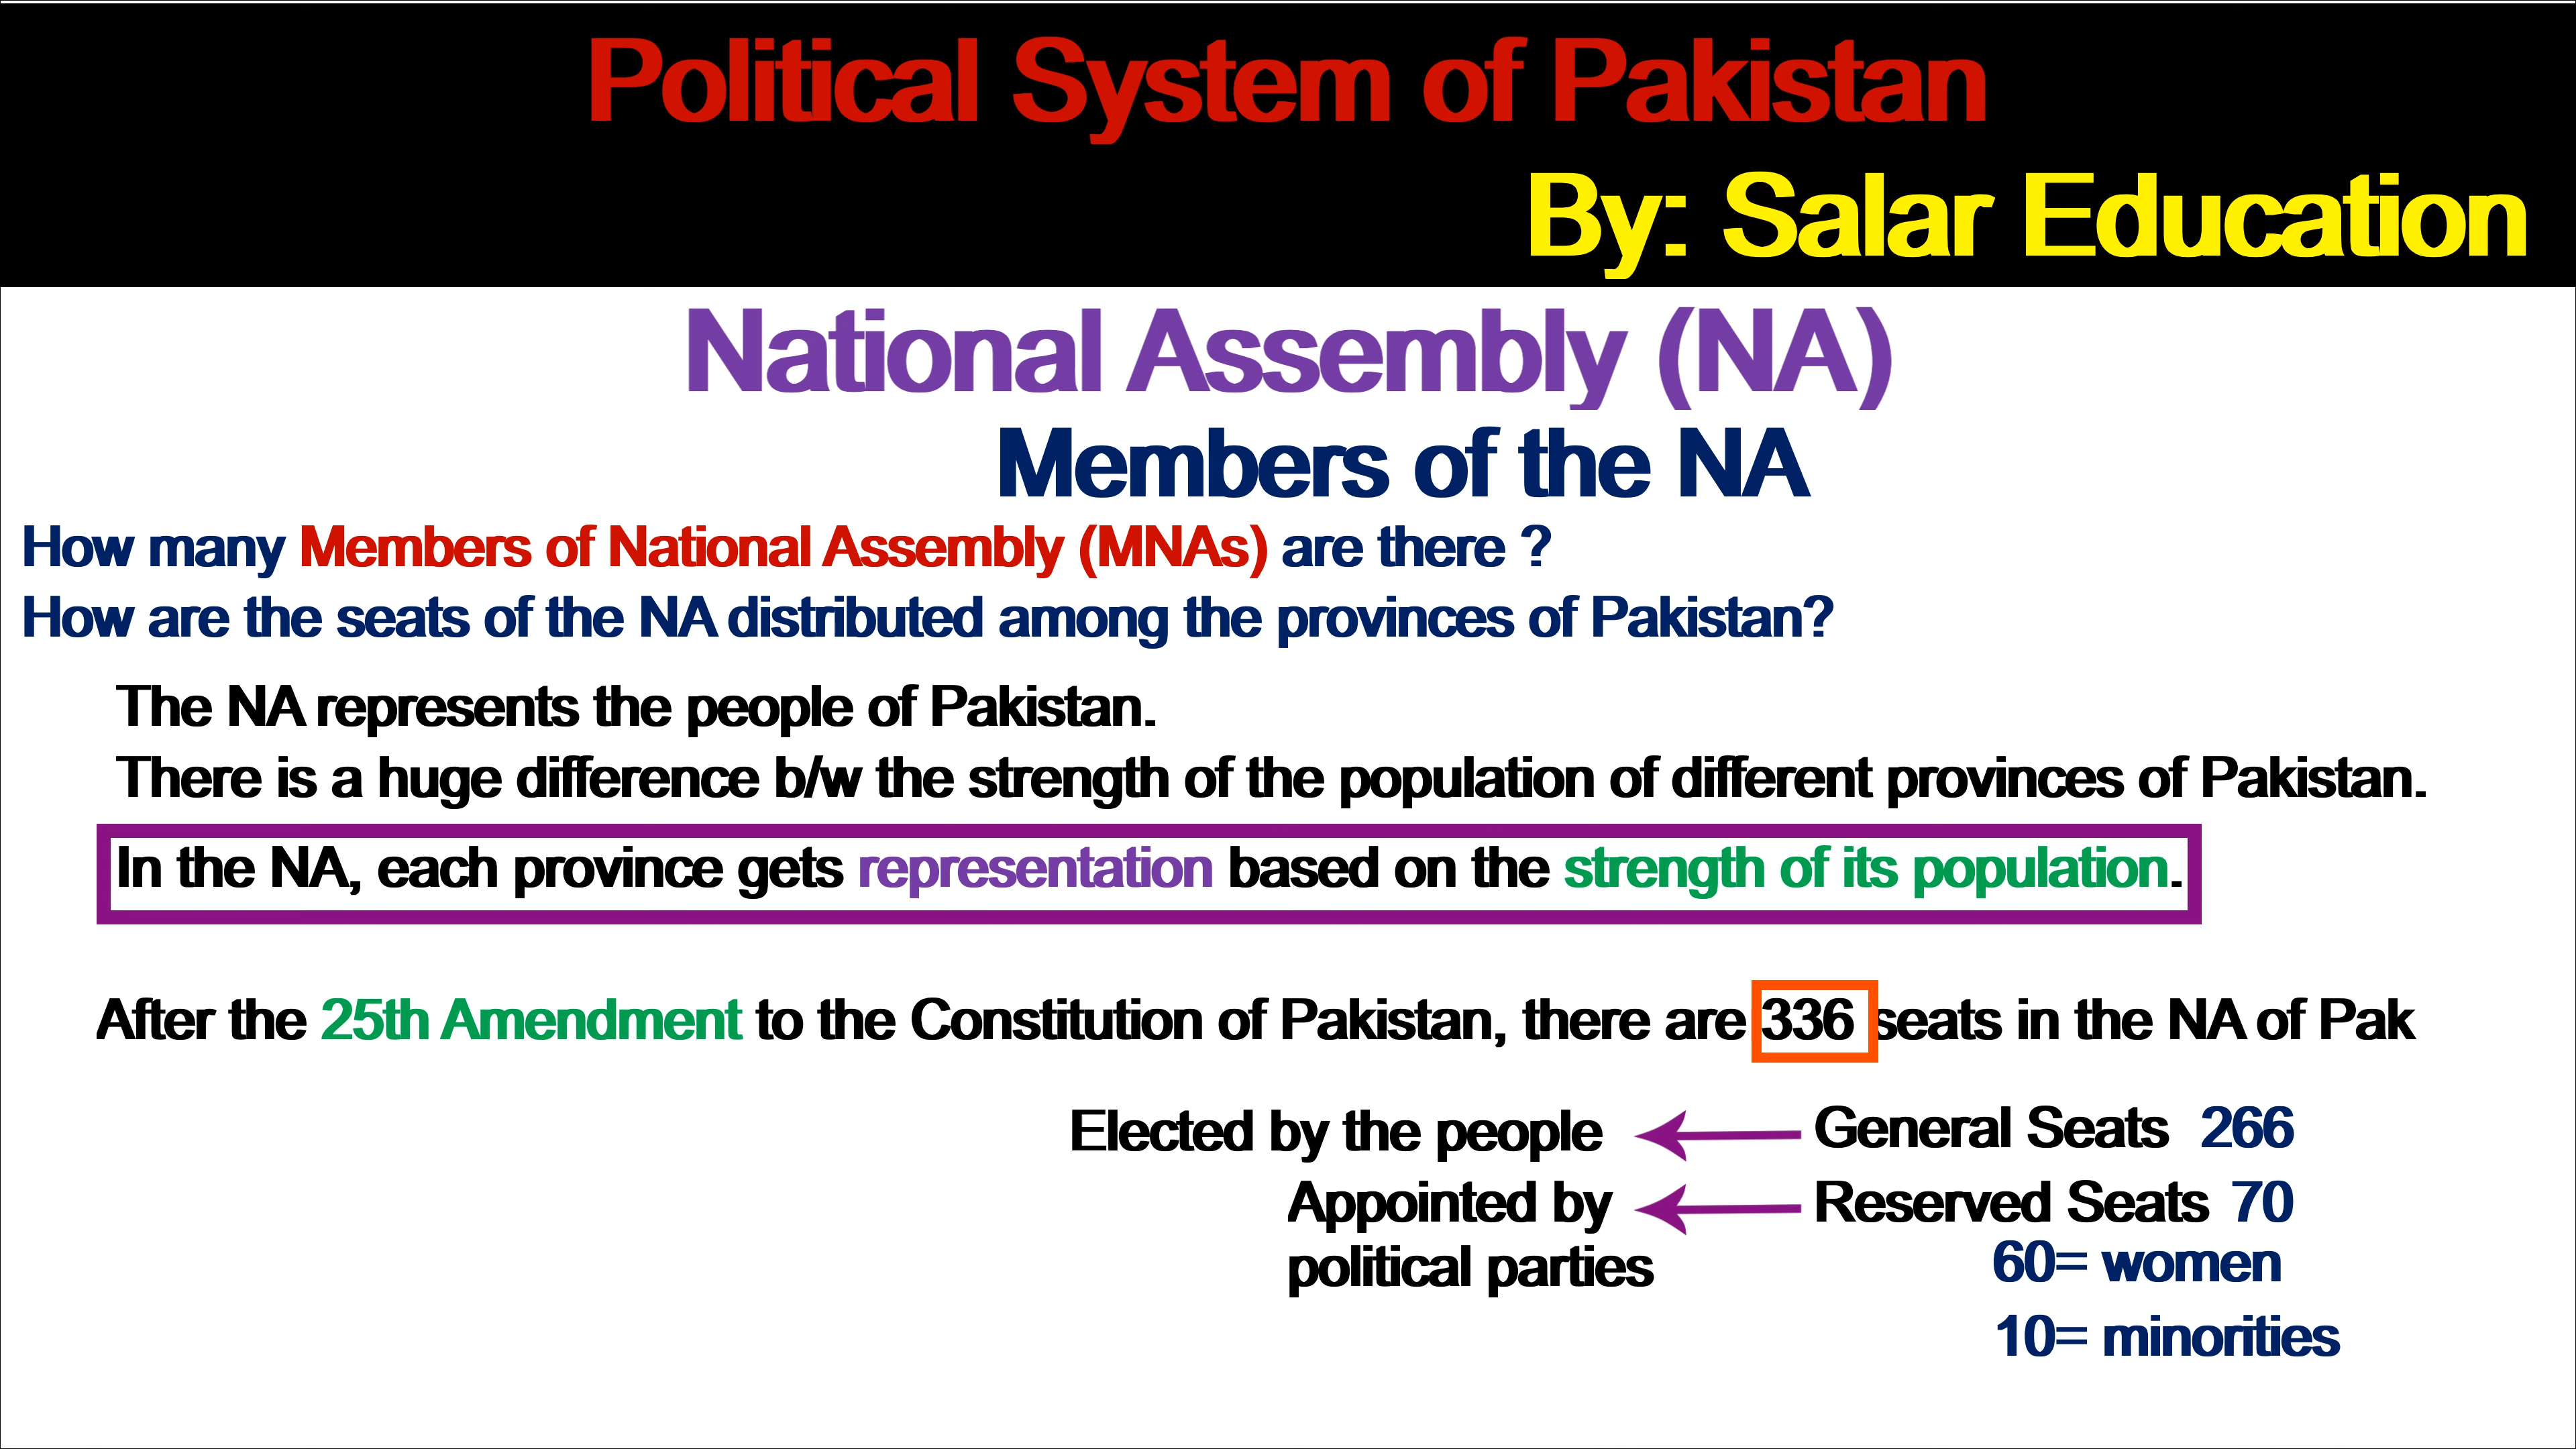 Political System of Pakistan
By: Salar Education
National Assembly (NA)
Members of the NA
How many Members of National Assembly (MNAs) are there ?
How are the seats of the NA distributed among the provinces of Pakistan?
The NA represents the people of Pakistan.
There is a huge difference b/w the strength of the population of different provinces of Pakistan.
In the NA, each province gets representation based on the strength of its population.
After the 25th Amendment to the Constitution of Pakistan, there are 336 seats in the NA of Pak
Elected by the people General Seats 266
Appointed by Reserved Seats 70
political parties
60= women
10= minorities